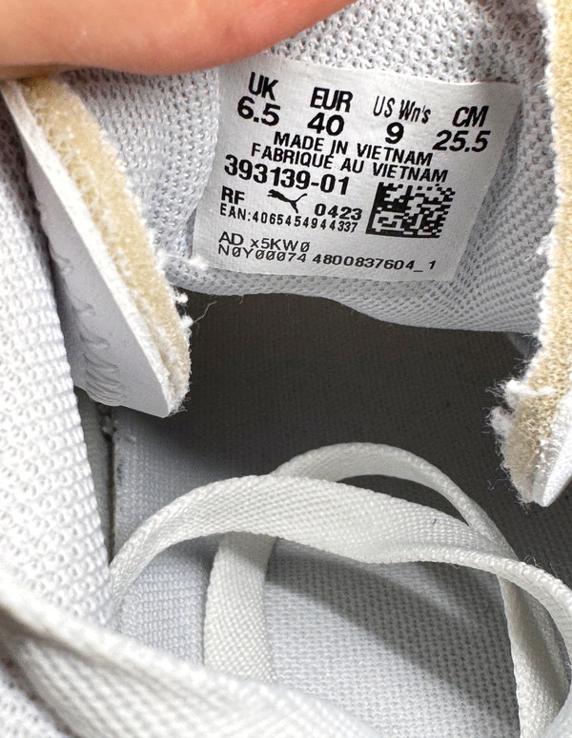 UK EUR US Wn's CM
6.5 40 9 25.5
MADE IN VIETNAM
FABRIQUÉ AU VIETNAM
393139-01
RF 0423
EAN:4065454944337
AD x5KW0
N0Y00074 4800837604_1